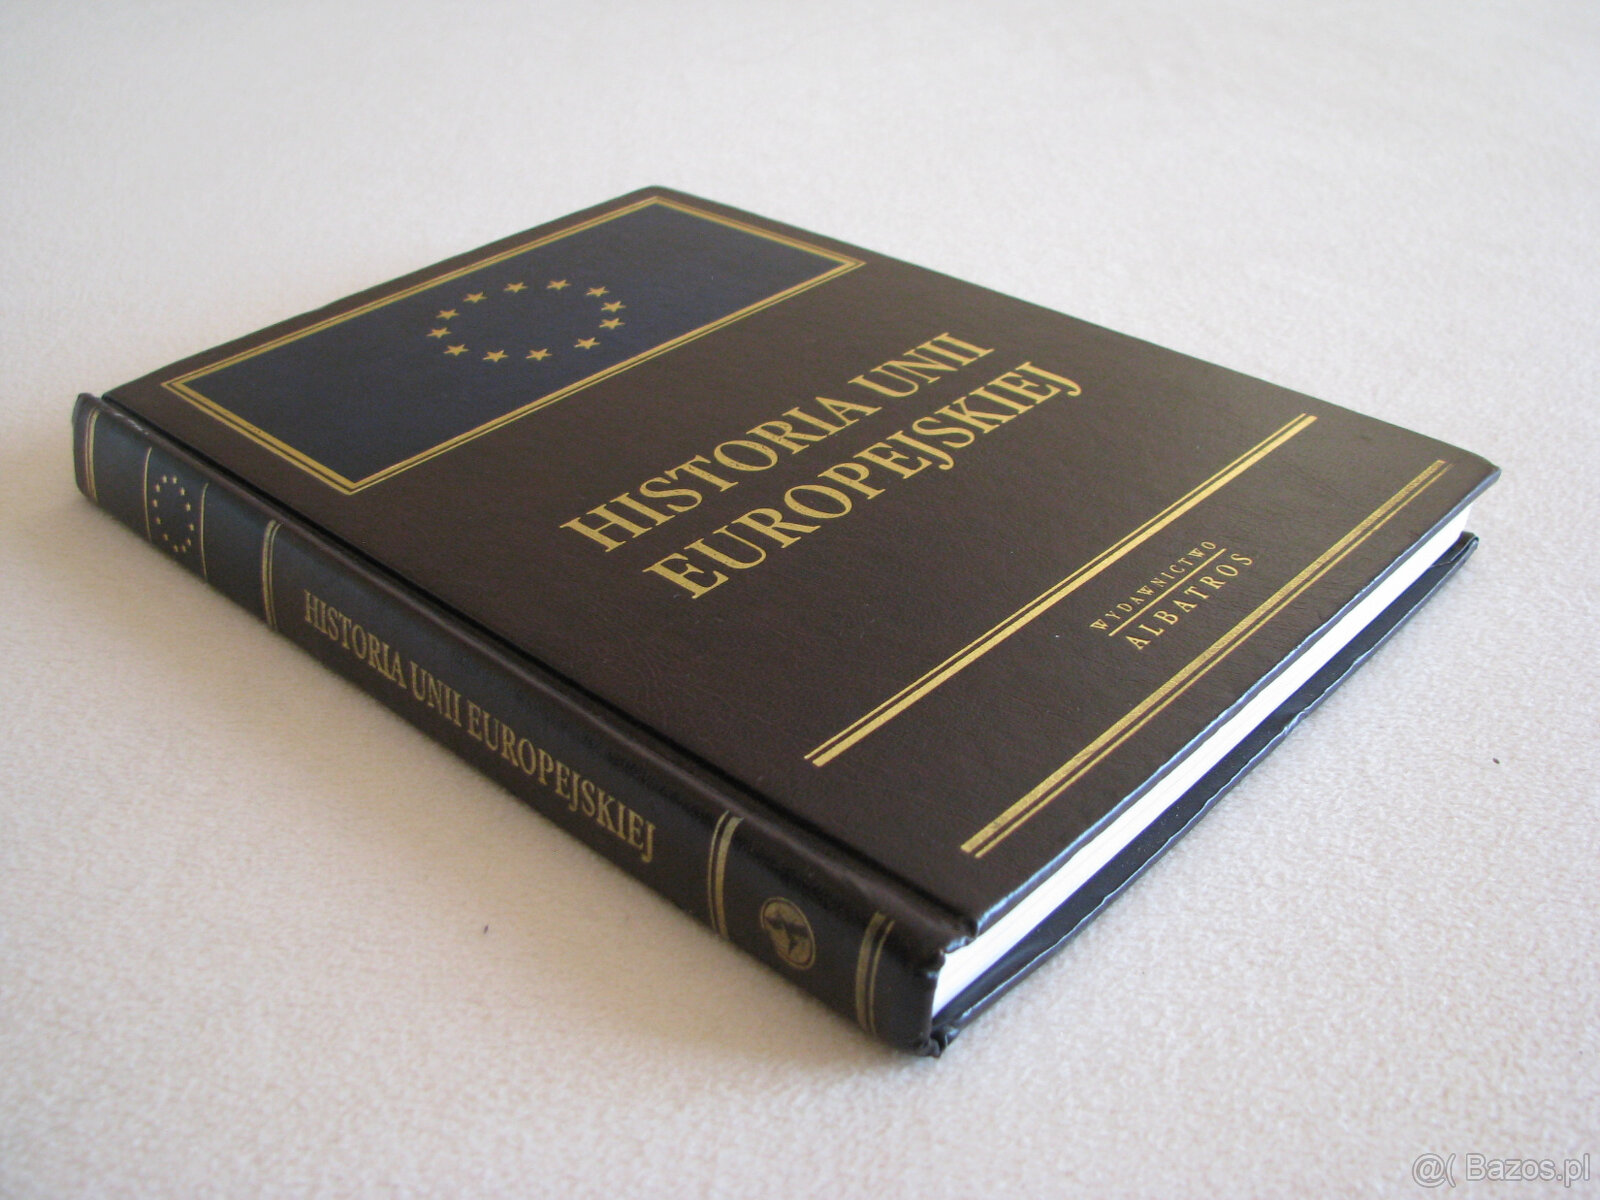 HISTORIA UNII
EUROPEJSKIEJ
WYDAWNICTWO
ALBATROS
HISTORIA UNII EUROPEJSKIEJ
@( Bazos.pl